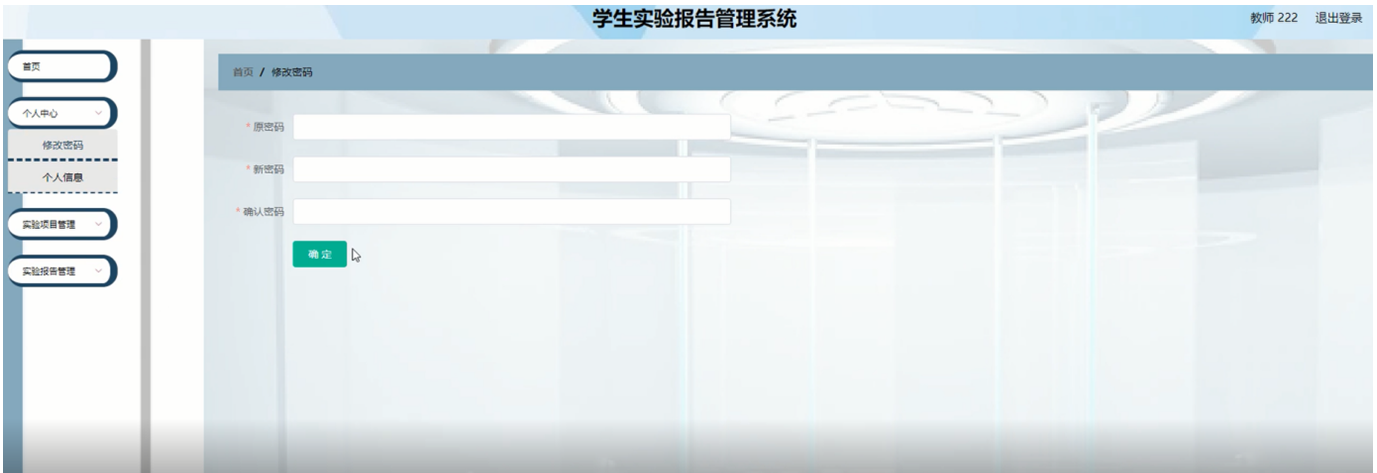 学生实验报告管理系统
教师 222 退出登录
首页
个人中心
修改密码
个人信息
实验项目管理
实验报告管理
首页 / 修改密码
* 原密码
* 新密码
* 确认密码
确 定